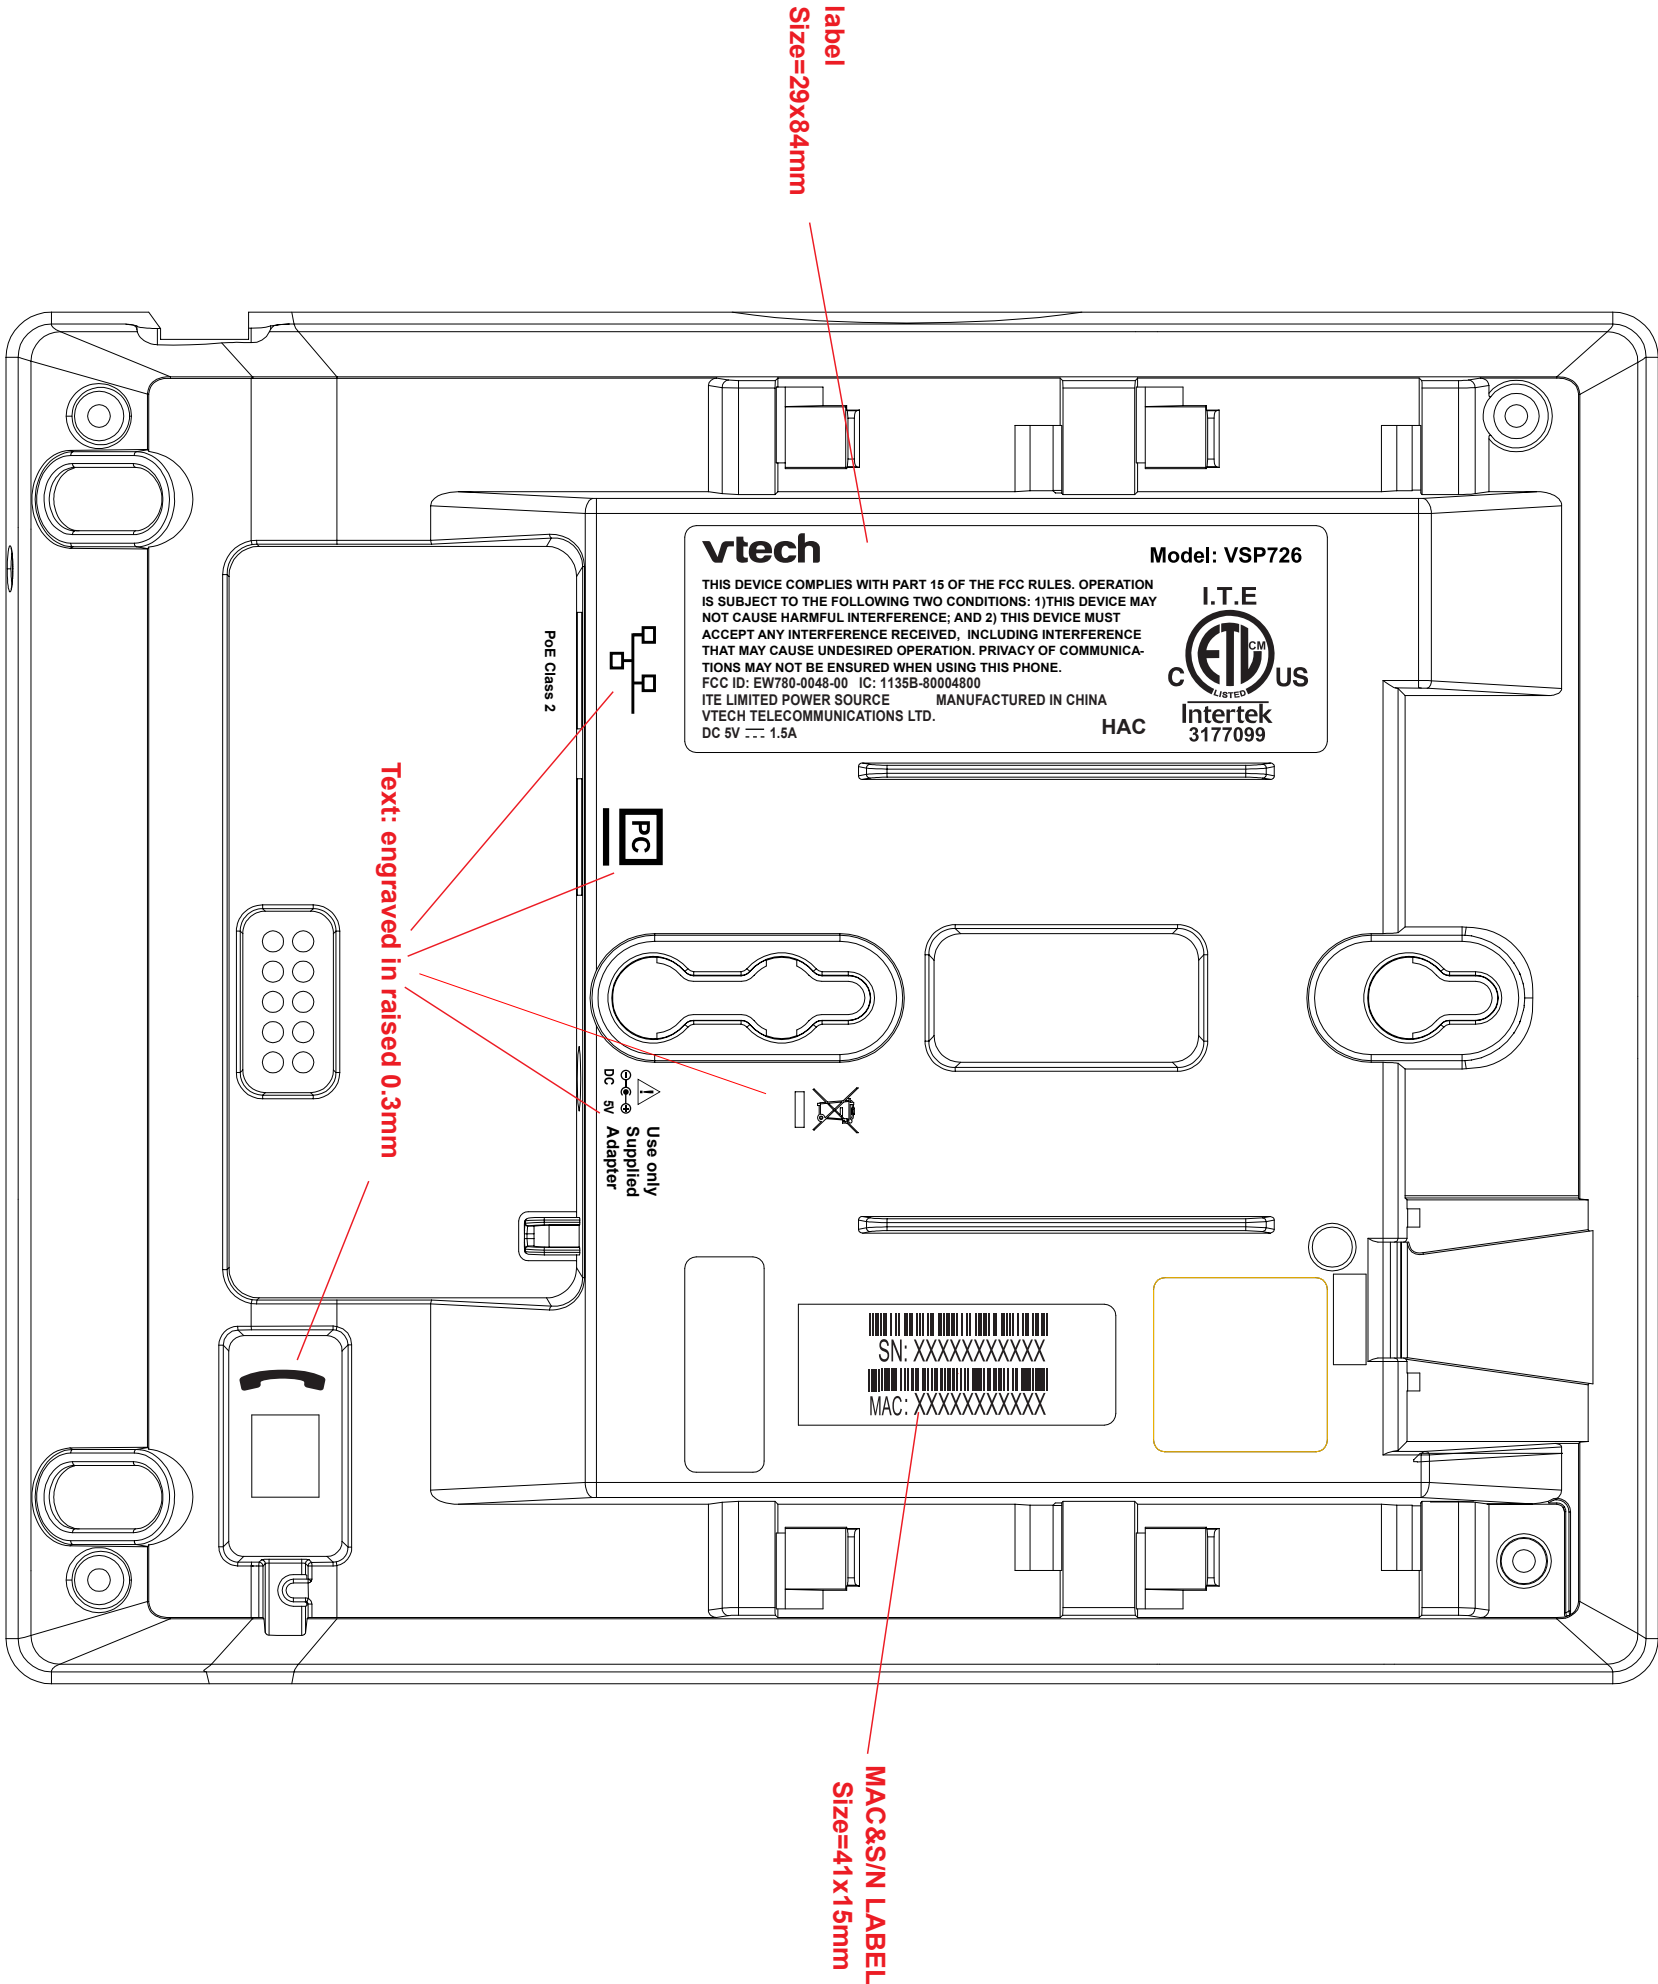 label
Size=29x84mm
vtech
Model: VSP726
THIS DEVICE COMPLIES WITH PART 15 OF THE FCC RULES. OPERATION
IS SUBJECT TO THE FOLLOWING TWO CONDITIONS: 1)THIS DEVICE MAY
NOT CAUSE HARMFUL INTERFERENCE; AND 2) THIS DEVICE MUST
ACCEPT ANY INTERFERENCE RECEIVED, INCLUDING INTERFERENCE
THAT MAY CAUSE UNDESIRED OPERATION. PRIVACY OF COMMUNICA-
TIONS MAY NOT BE ENSURED WHEN USING THIS PHONE.
FCC ID: EW780-0048-00 IC: 1135B-80004800
ITE LIMITED POWER SOURCE MANUFACTURED IN CHINA
VTECH TELECOMMUNICATIONS LTD.
DC 5V 1.5A
HAC
I.T.E
ETL CM
C US
LISTED
Intertek
3177099
PoE Class 2
PC
Text: engraved in raised 0.3mm
DC 5V
Use only
Supplied
Adapter
SN: XXXXXXXXXXX
MAC: XXXXXXXXXXX
MAC&S/N LABEL
Size=41x15mm